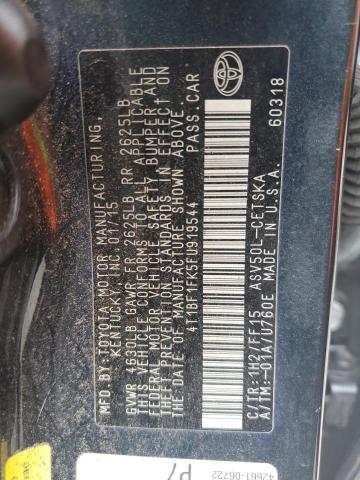 MFD BY: TOYOTA MOTOR MANUFACTURING,
KENTUCKY, INC. 01/15
GVWR 4630LB GAWR FR 2625LB RR 2625LB
THIS VEHICLE CONFORMS TO ALL APPLICABLE
FEDERAL MOTOR VEHICLE SAFETY, BUMPER, AND
THEFT PREVENTION STANDARDS IN EFFECT ON
THE DATE OF MANUFACTURE SHOWN ABOVE.
4T1BF1FK5FU919544 PASS. CAR
C/TR: 1H2/FF15 ASV50L-CETSKA
A/TM: -01A/U760E MADE IN U.S.A.
60318
42661-06722
P7